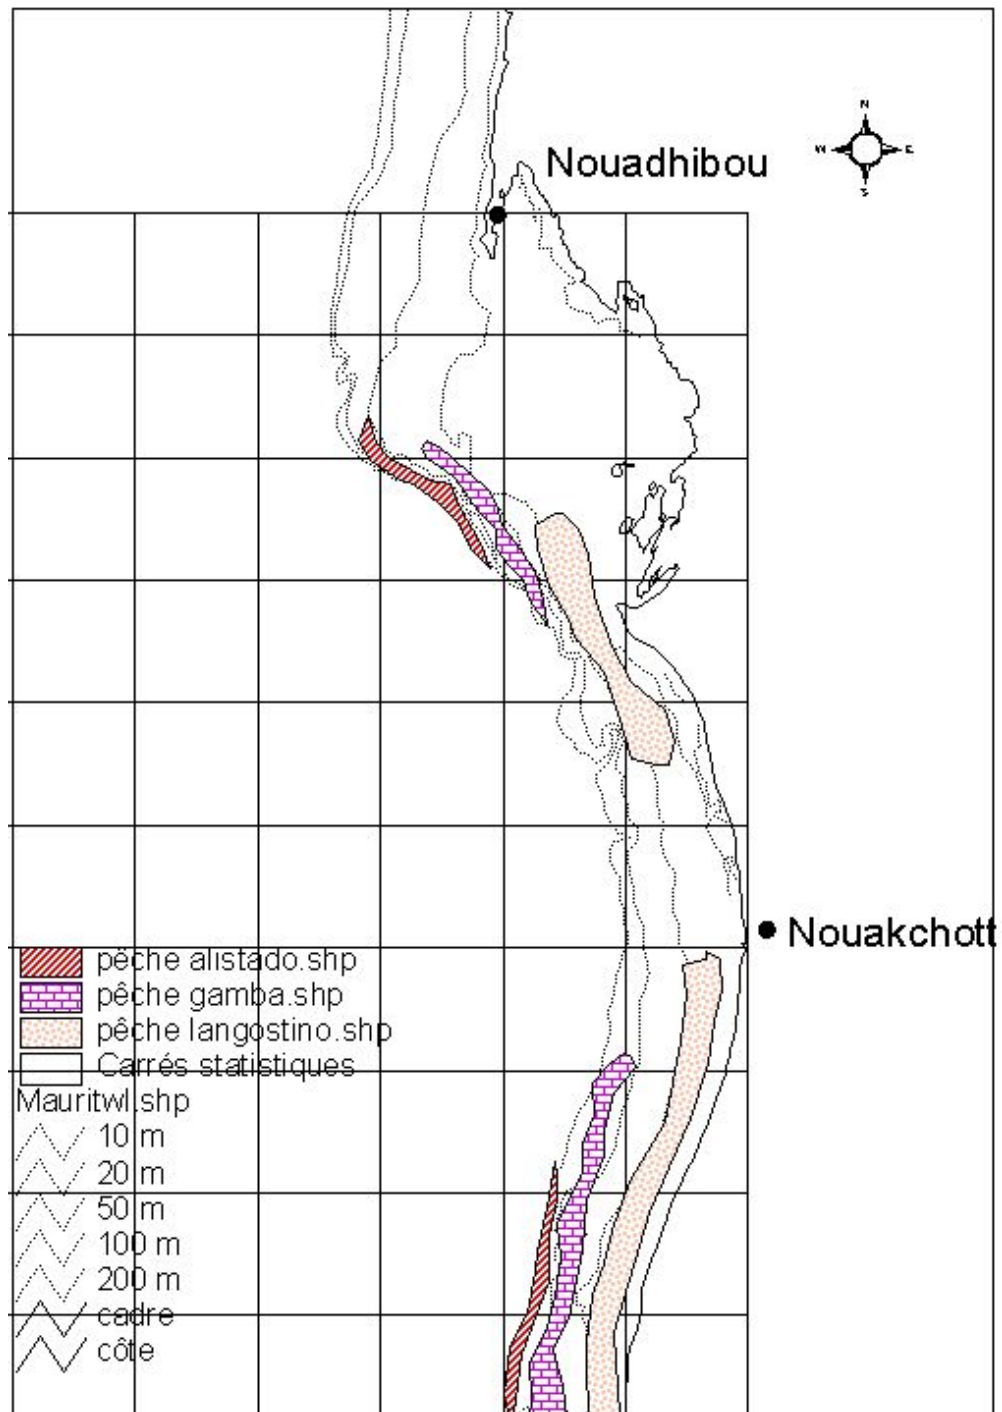 Nouadhibou
N
W E
S
Nouakchott
pêche alistado.shp
pêche gamba.shp
pêche langostino.shp
Carrés statistiques
Mauritwl.shp
10 m
20 m
50 m
100 m
200 m
cadre
côte